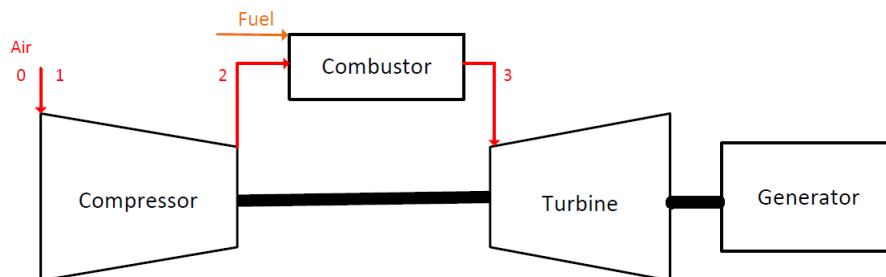 Fuel
Air
0 1
2
Combustor
3
Compressor
Turbine
Generator